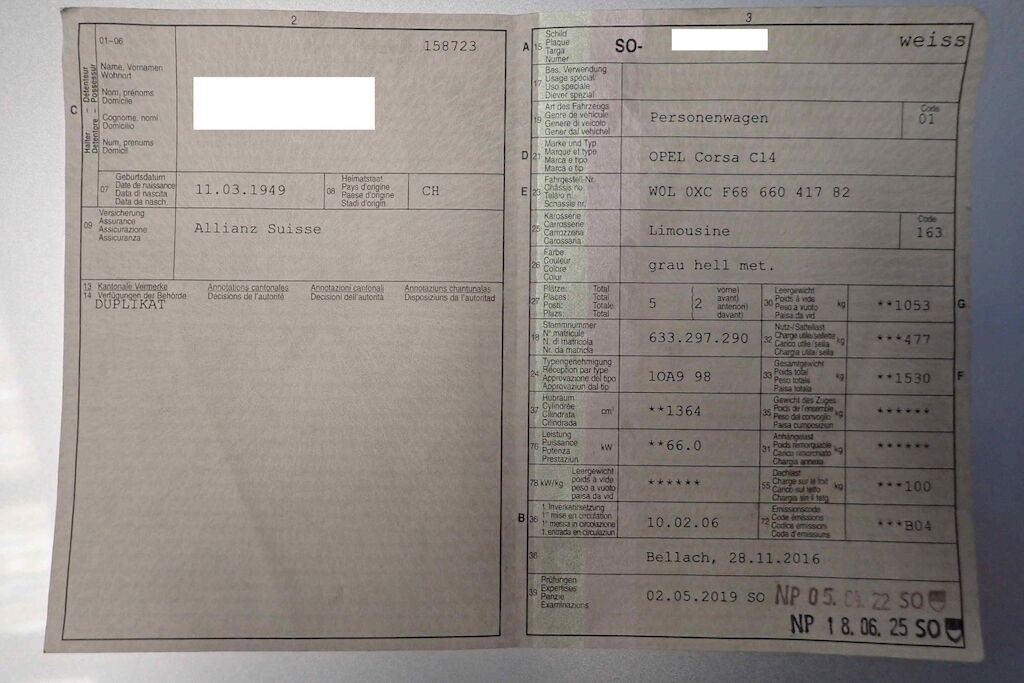 2
01-06
158723
Halter – Détenteur
Detentore – Possessur
C
Name, Vornamen
Wohnort
Nom, prénoms
Domicile
Cognome, nomi
Domicilio
Num, prenums
Domicil
07
Geburtsdatum
Date de naissance
Data di nascita
Data da nasch.
11.03.1949
08
Heimatstaat
Pays d'origine
Paese d'origine
Stadi d'origin
CH
09
Versicherung
Assurance
Assicurazione
Assicuranza
Allianz Suisse
13 Kantonale Vermerke Annotations cantonales Annotazioni cantonali Annotaziuns chantunalas
14 Verfügungen der Behörde Décisions de l'autorité Decisioni dell'autorità Disposiziuns da l'autoritad
DUPLIKAT
3
A 15
Schild
Plaque
Targa
Numer
SO-
weiss
17
Bes. Verwendung
Usage spécial
Uso speciale
Diever spezial
19
Art des Fahrzeugs
Genre de véhicule
Genere di veicolo
Gener dal vehichel
Personenwagen
Code
01
D 21
Marke und Typ
Marque et type
Marca e tipo
Marca e tip
OPEL Corsa C14
E 23
Fahrgestell-Nr.
Châssis no.
Telaio n.
Schassis nr.
WOL 0XC F68 660 417 82
25
Karosserie
Carrosserie
Carrozzeria
Carossaria
Limousine
Code
163
26
Farbe
Couleur
Colore
Colur
grau hell met.
27
Plätze: Total
Places: Total
Posti: Totale
Plazs: Total
5 (2
vorne)
avant)
anteriori)
davant)
30
Leergewicht
Poids à vide
Peso a vuoto
Paisa da vid
kg
**1053
G
18
Stammnummer
N° matricule
N. di matricola
Nr. da matricla
633.297.290
32
Nutz-/Sattellast
Charge utile/sellette
Carico utile/sella
Chargia utila/sella
kg
***477
24
Typengenehmigung
Réception par type
Approvazione del tipo
Approvaziun dal tip
1OA9 98
33
Gesamtgewicht
Poids total
Peso totale
Paisa totala
kg
**1530
F
37
Hubraum
Cylindrée
Cilindrata
Cilindrada
cm³
**1364
35
Gewicht des Zuges
Poids de l'ensemble
Peso del convoglio
Paisa cumposiziun
kg
******
76
Leistung
Puissance
Potenza
Prestaziun
kW
**66.0
31
Anhängelast
Poids remorquable
Carico rimorchiato
Chargia annexa
kg
******
78 kW/kg
Leergewicht
poids à vide
peso a vuoto
paisa da vid
******
55
Dachlast
Charge sur le toit
Carico sul tetto
Chargia sin il tetg
kg
***100
B 36
1. Inverkehrsetzung
1re mise en circulation
1a messa in circolazione
1. entrada en circulaziun
10.02.06
72
Emissionscode
Code émissions
Codice emissioni
Code d'emissiuns
***B04
38
Bellach, 28.11.2016
39
Prüfungen
Expertises
Perizie
Examinaziuns
02.05.2019 SO NP 05. 22 SO
NP 18.06.25 SO